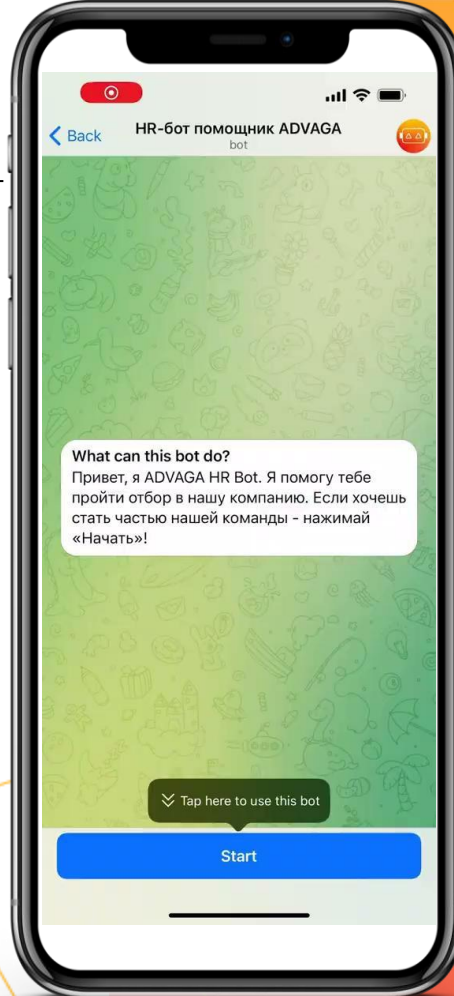 Back
HR-бот помощник ADVAGA
bot
What can this bot do?
Привет, я ADVAGA HR Bot. Я помогу тебе
пройти отбор в нашу компанию. Если хочешь
стать частью нашей команды - нажимай
«Начать»!
Tap here to use this bot
Start